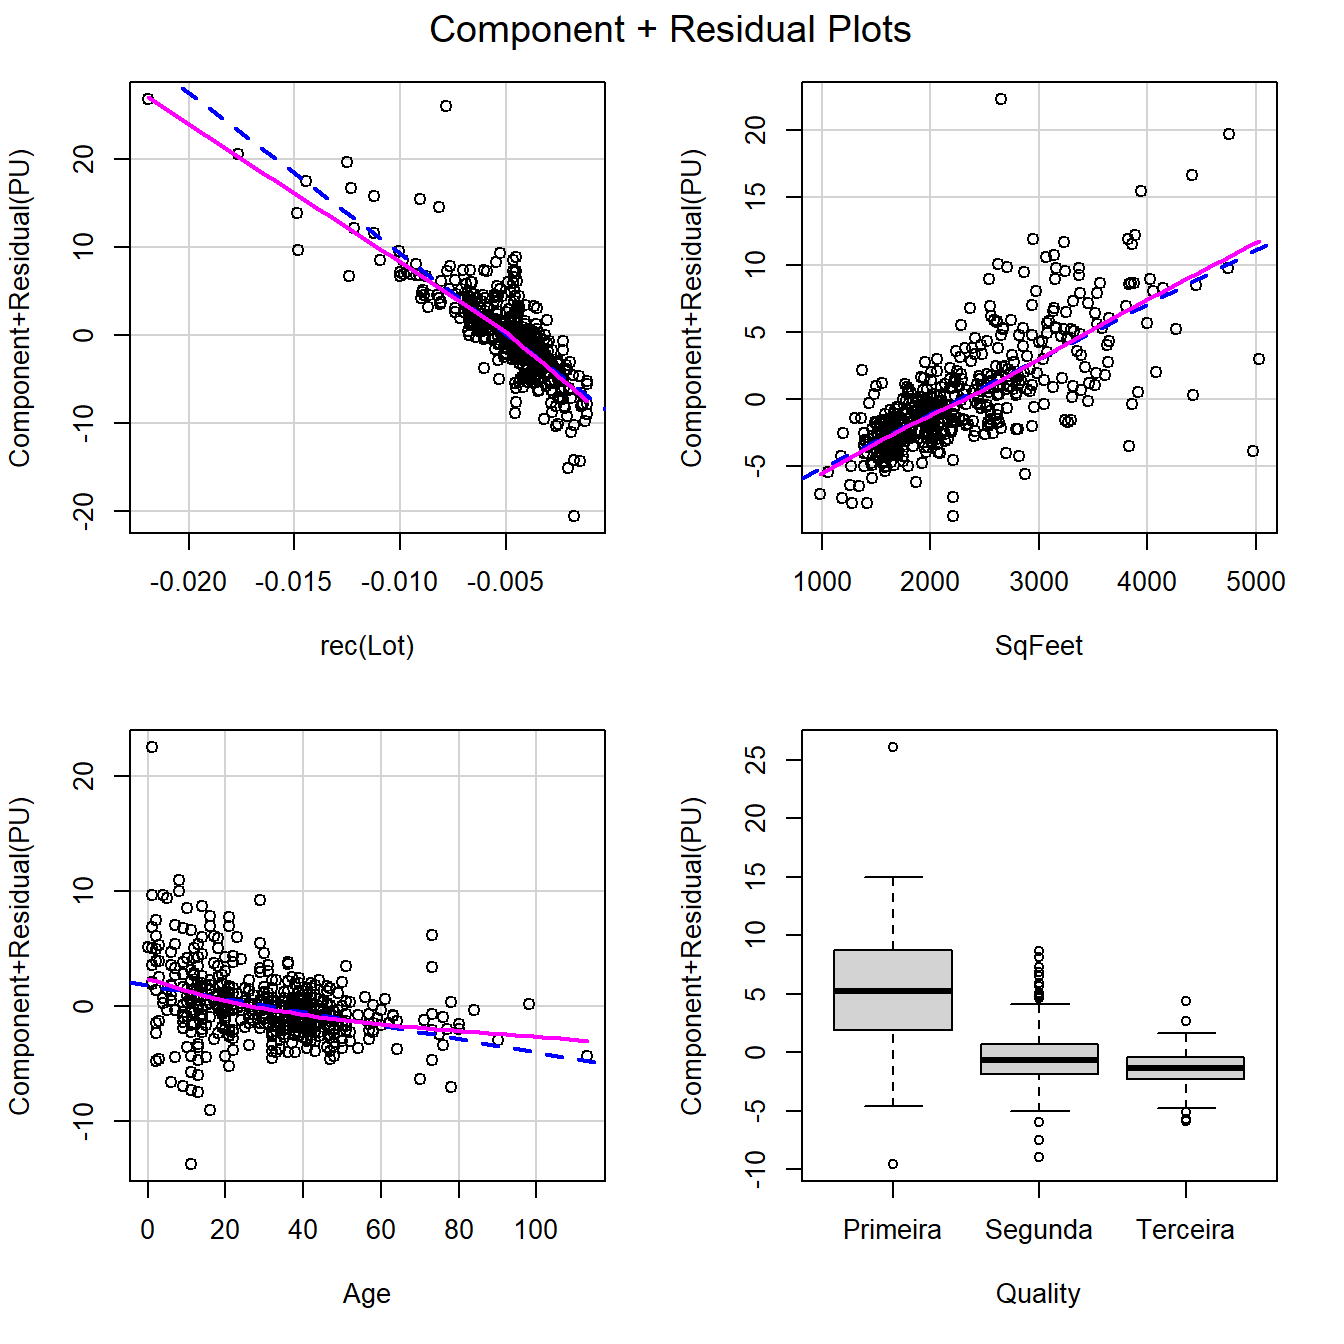 Component + Residual Plots
Component+Residual(PU)
20
10
0
-10
-20
-0.020 -0.015 -0.010 -0.005
rec(Lot)
Component+Residual(PU)
20
15
10
5
0
-5
1000 2000 3000 4000 5000
SqFeet
Component+Residual(PU)
20
10
0
-10
0 20 40 60 80 100
Age
Component+Residual(PU)
25
20
15
10
5
0
-5
-10
Primeira Segunda Terceira
Quality